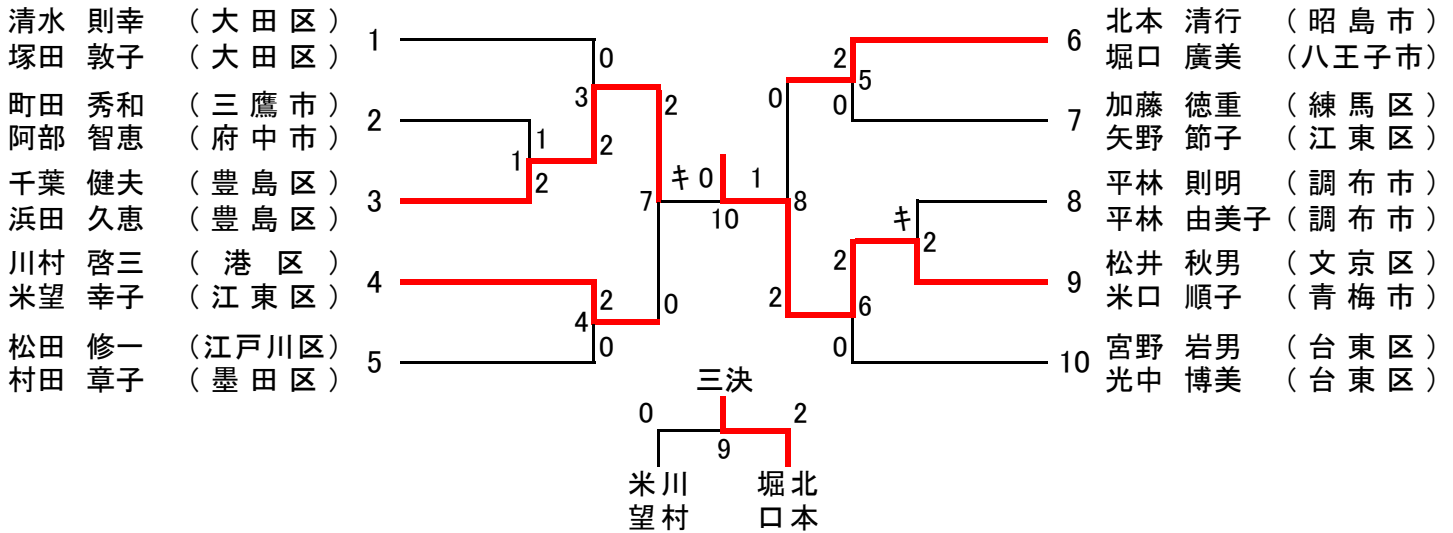 清水 則幸 （大田区）
塚田 敦子 （大田区）
1
町田 秀和 （三鷹市）
阿部 智恵 （府中市）
2
千葉 健夫 （豊島区）
浜田 久恵 （豊島区）
3
川村 啓三 （港区）
米望 幸子 （江東区）
4
松田 修一 （江戸川区）
村田 章子 （墨田区）
5
0
3
2
1
1
2
2
7
2
4
0
0
キ 0
1
10
0
8
2
2
5
0
キ
2
2
6
0
6
北本 清行 （昭島市）
堀口 廣美 （八王子市）
7
加藤 徳重 （練馬区）
矢野 節子 （江東区）
8
平林 則明 （調布市）
平林 由美子 （調布市）
9
松井 秋男 （文京区）
米口 順子 （青梅市）
10
宮野 岩男 （台東区）
光中 博美 （台東区）
三決
0
2
9
米川 堀北
望村 口本